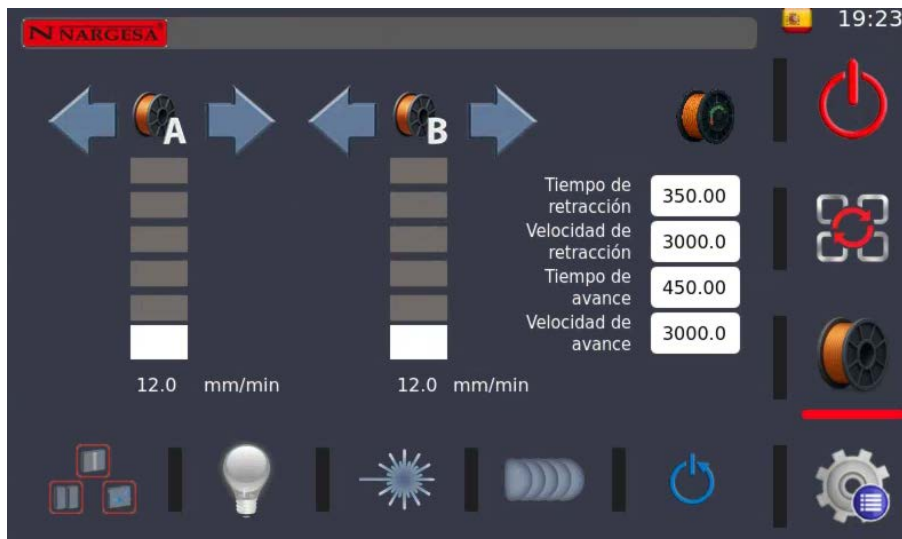 N NARGESA
19:23
A
B
Tiempo de
retracción
350.00
Velocidad de
retracción
3000.0
Tiempo de
avance
450.00
Velocidad de
avance
3000.0
12.0 mm/min
12.0 mm/min